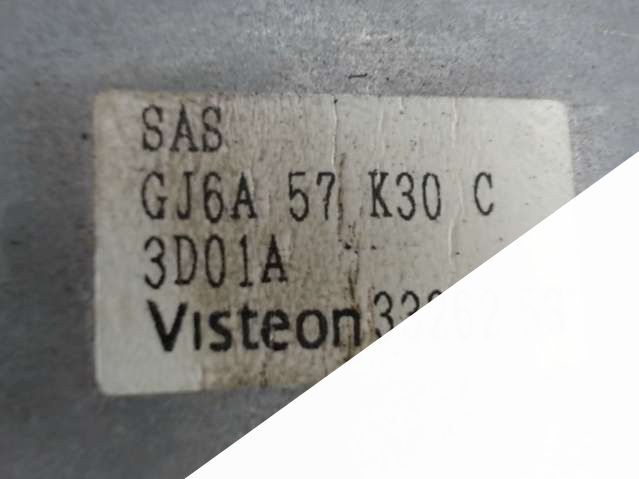 SAS
GJ6A 57 K30 C
3D01A
Visteon